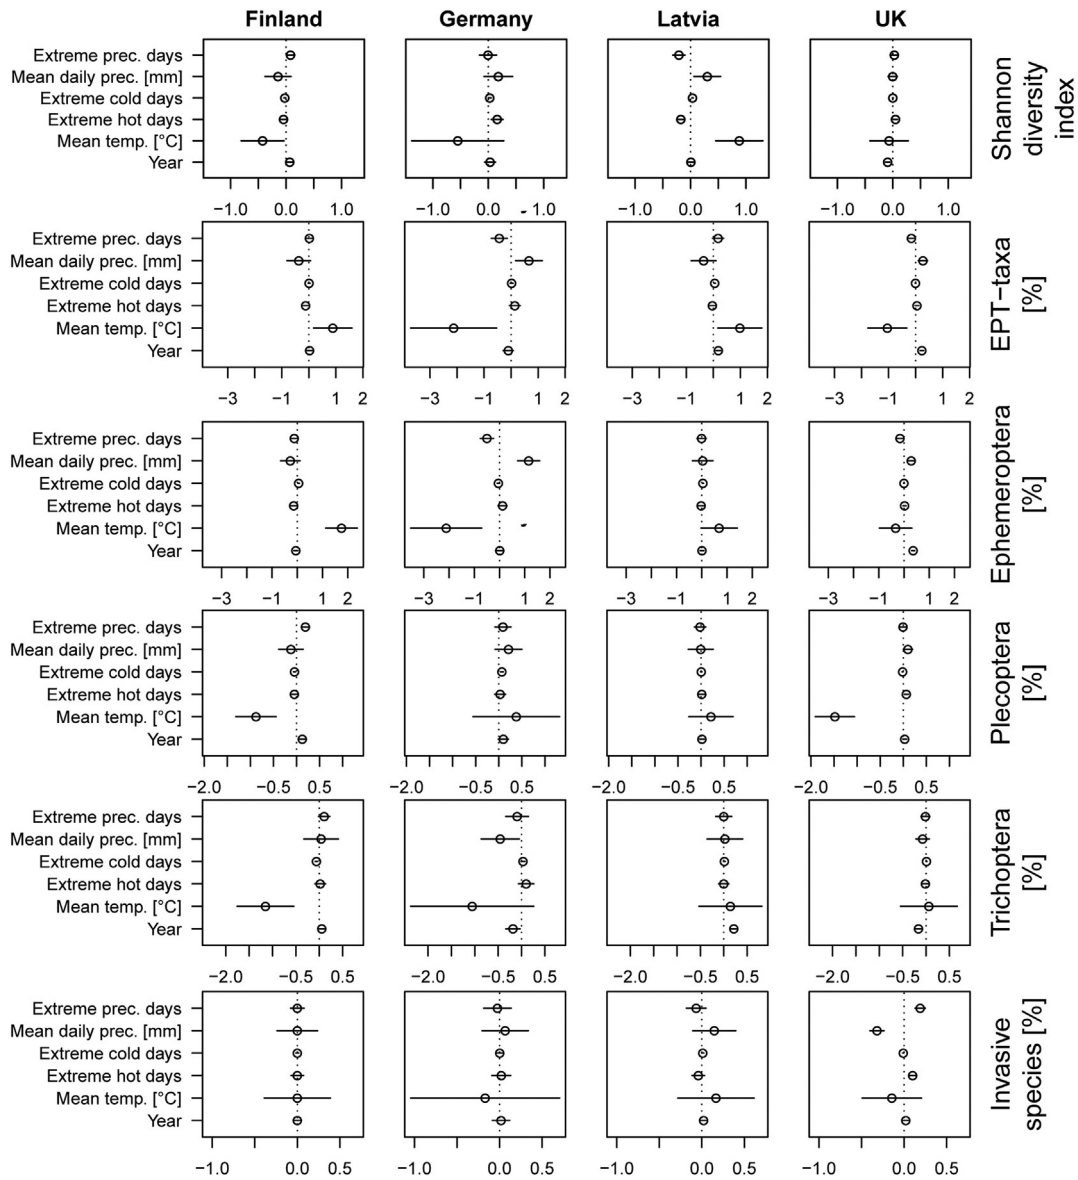 Finland Germany Latvia UK
Extreme prec. days
Mean daily prec. [mm]
Extreme cold days
Extreme hot days
Mean temp. [°C]
Year
Shannon
diversity
index
−1.0 0.0 1.0 −1.0 0.0 1.0 −1.0 0.0 1.0 −1.0 0.0 1.0
Extreme prec. days
Mean daily prec. [mm]
Extreme cold days
Extreme hot days
Mean temp. [°C]
Year
EPT−taxa
[%]
−3 −1 1 2 −3 −1 1 2 −3 −1 1 2 −3 −1 1 2
Extreme prec. days
Mean daily prec. [mm]
Extreme cold days
Extreme hot days
Mean temp. [°C]
Year
Ephemeroptera
[%]
−3 −1 1 2 −3 −1 1 2 −3 −1 1 2 −3 −1 1 2
Extreme prec. days
Mean daily prec. [mm]
Extreme cold days
Extreme hot days
Mean temp. [°C]
Year
Plecoptera
[%]
−2.0 −0.5 0.5 −2.0 −0.5 0.5 −2.0 −0.5 0.5 −2.0 −0.5 0.5
Extreme prec. days
Mean daily prec. [mm]
Extreme cold days
Extreme hot days
Mean temp. [°C]
Year
Trichoptera
[%]
−2.0 −0.5 0.5 −2.0 −0.5 0.5 −2.0 −0.5 0.5 −2.0 −0.5 0.5
Extreme prec. days
Mean daily prec. [mm]
Extreme cold days
Extreme hot days
Mean temp. [°C]
Year
Invasive
species [%]
−1.0 0.0 0.5 −1.0 0.0 0.5 −1.0 0.0 0.5 −1.0 0.0 0.5